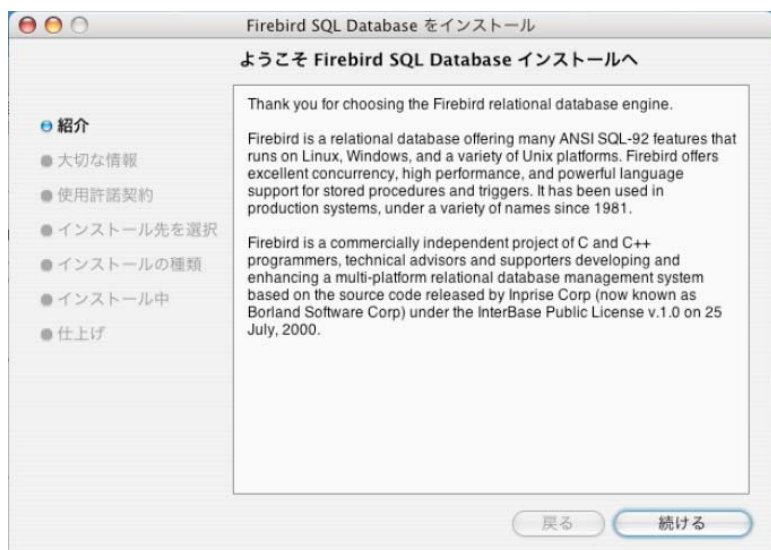 Firebird SQL Database をインストール
ようこそ Firebird SQL Database インストールへ
紹介
大切な情報
使用許諾契約
インストール先を選択
インストールの種類
インストール中
仕上げ
Thank you for choosing the Firebird relational database engine.
Firebird is a relational database offering many ANSI SQL-92 features that
runs on Linux, Windows, and a variety of Unix platforms. Firebird offers
excellent concurrency, high performance, and powerful language
support for stored procedures and triggers. It has been used in
production systems, under a variety of names since 1981.
Firebird is a commercially independent project of C and C++
programmers, technical advisors and supporters developing and
enhancing a multi-platform relational database management system
based on the source code released by Inprise Corp (now known as
Borland Software Corp) under the InterBase Public License v.1.0 on 25
July, 2000.
戻る
続ける